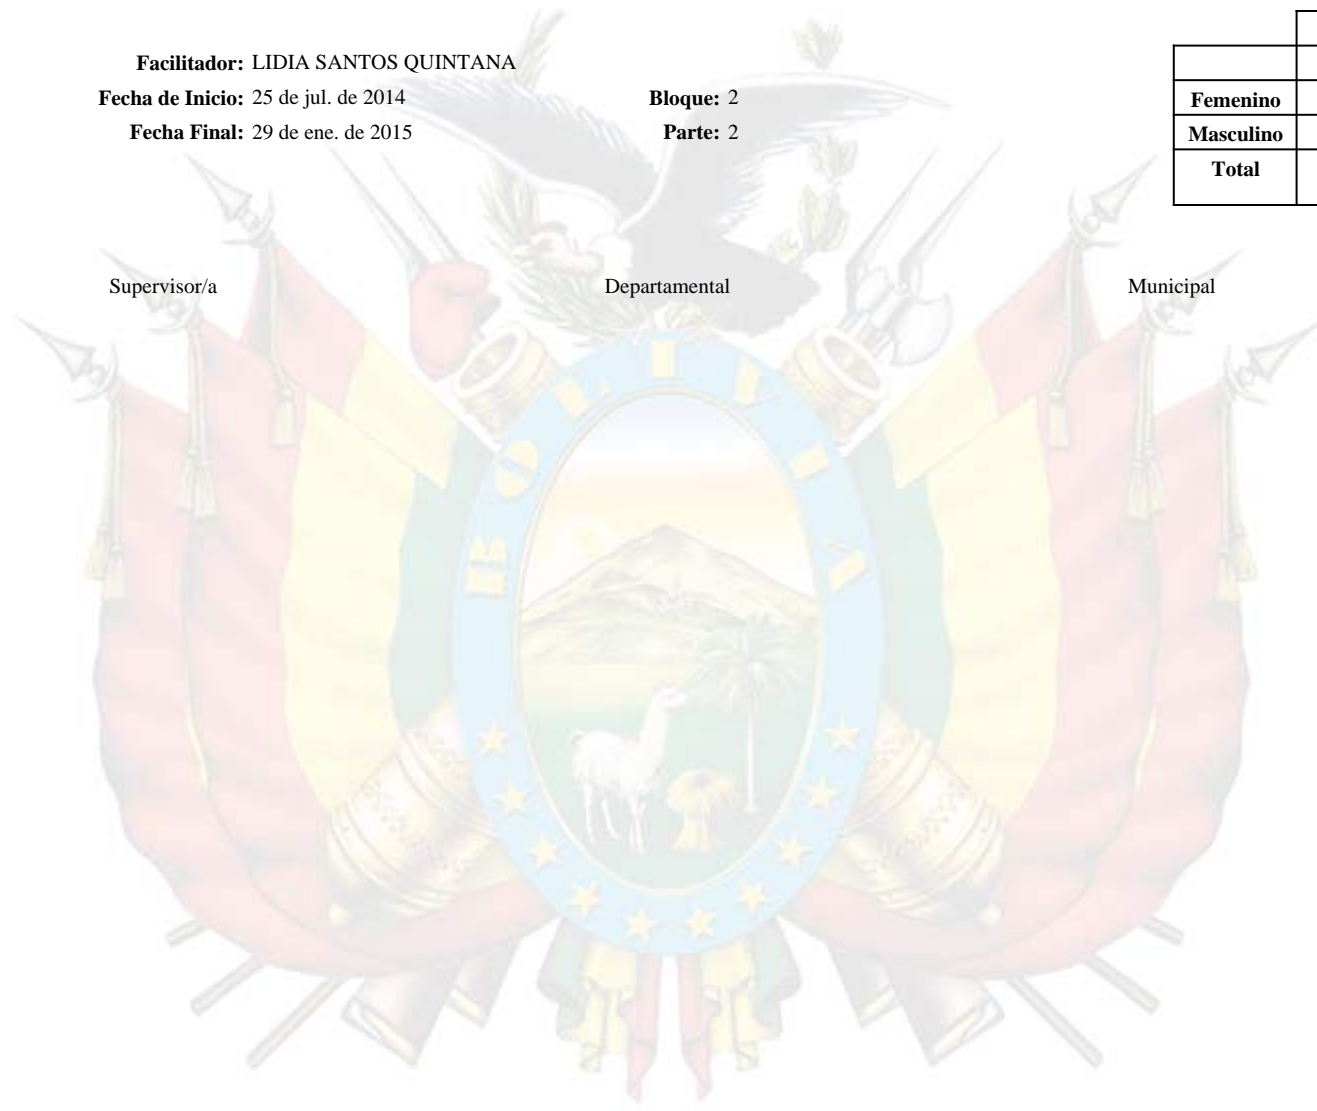 Facilitador: LIDIA SANTOS QUINTANA
Fecha de Inicio: 25 de jul. de 2014 Bloque: 2
Fecha Final: 29 de ene. de 2015 Parte: 2
Femenino
Masculino
Total
Supervisor/a Departamental Municipal
BOLIVIA